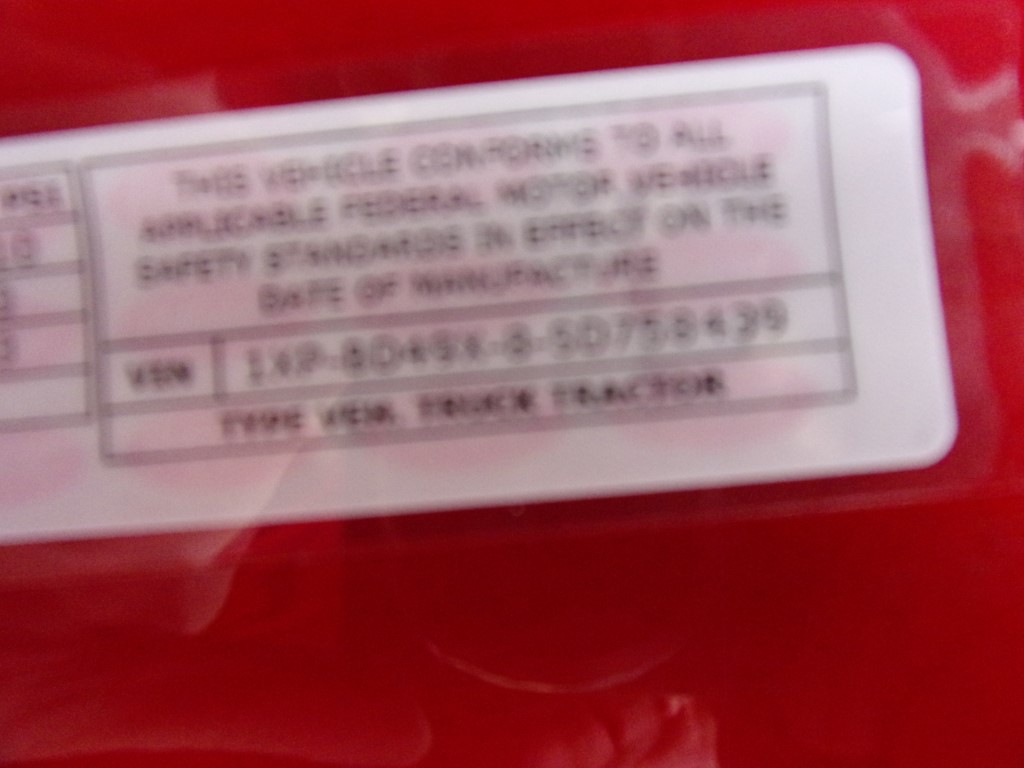 PSI
THIS VEHICLE CONFORMS TO ALL
APPLICABLE FEDERAL MOTOR VEHICLE
SAFETY STANDARDS IN EFFECT ON THE
DATE OF MANUFACTURE
TYPE VEH. TRUCK TRACTOR